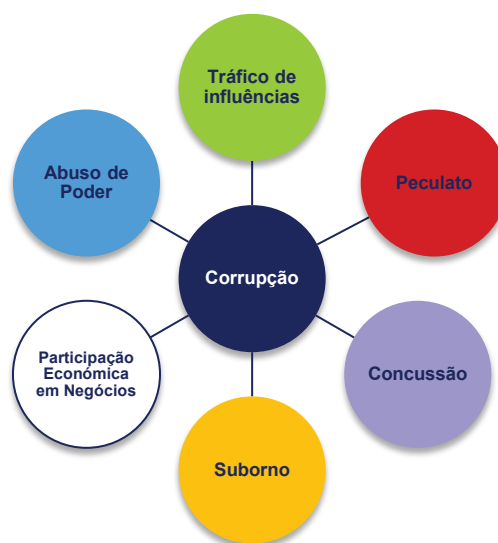 Tráfico de
influências
Abuso de
Poder
Peculato
Corrupção
Participação
Económica
em Negócios
Concussão
Suborno